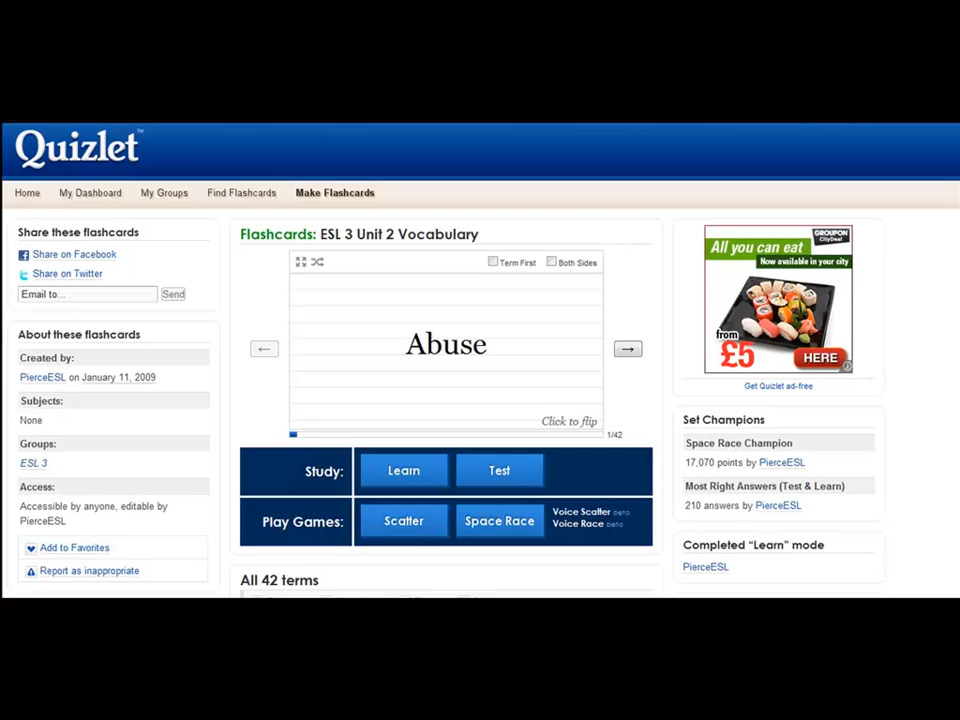 Quizlet™
Home My Dashboard My Groups Find Flashcards Make Flashcards
Share these flashcards
Share on Facebook
Share on Twitter
Email to... Send
About these flashcards
Created by:
PierceESL on January 11, 2009
Subjects:
None
Groups:
ESL 3
Access:
Accessible by anyone, editable by
PierceESL
Add to Favorites
Report as inappropriate
Flashcards: ESL 3 Unit 2 Vocabulary
Term First Both Sides
Abuse
← →
Click to flip
1/42
Study: Learn Test
Play Games: Scatter Space Race
Voice Scatter beta
Voice Race beta
All 42 terms
GROUPON
CityDeal
All you can eat
Now available in your city
from
£5
HERE
Get Quizlet ad-free
Set Champions
Space Race Champion
17,070 points by PierceESL
Most Right Answers (Test & Learn)
210 answers by PierceESL
Completed “Learn” mode
PierceESL